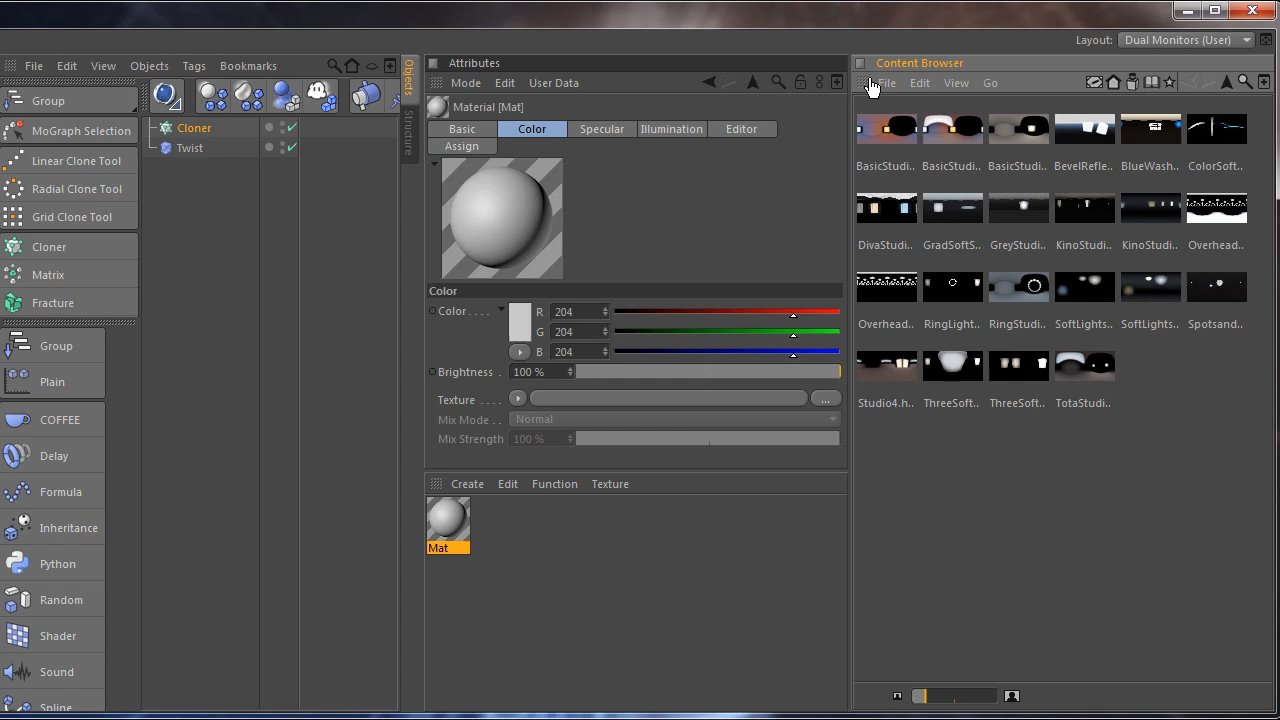 Layout: Dual Monitors (User)
File Edit View Objects Tags Bookmarks
Group
MoGraph Selection
Linear Clone Tool
Radial Clone Tool
Grid Clone Tool
Cloner
Matrix
Fracture
Group
Plain
COFFEE
Delay
Formula
Inheritance
Python
Random
Shader
Sound
Spline
Cloner
Twist
Objects
Structure
Attributes
Mode Edit User Data
Material [Mat]
Basic Color Specular Illumination Editor
Assign
Color
Color . . . . R 204
G 204
B 204
Brightness . 100 %
Texture . . . . ...
Mix Mode . . Normal
Mix Strength 100 %
Create Edit Function Texture
Mat
Content Browser
File Edit View Go
BasicStudi.. BasicStudi.. BasicStudi.. BevelRefle.. BlueWash.. ColorSoft..
DivaStudi.. GradSoftS.. GreyStudi.. KinoStudi.. KinoStudi.. Overhead..
Overhead.. RingLight.. RingStudi.. SoftLights.. SoftLights.. Spotsand..
Studio4.h.. ThreeSoft.. ThreeSoft.. TotaStudi..